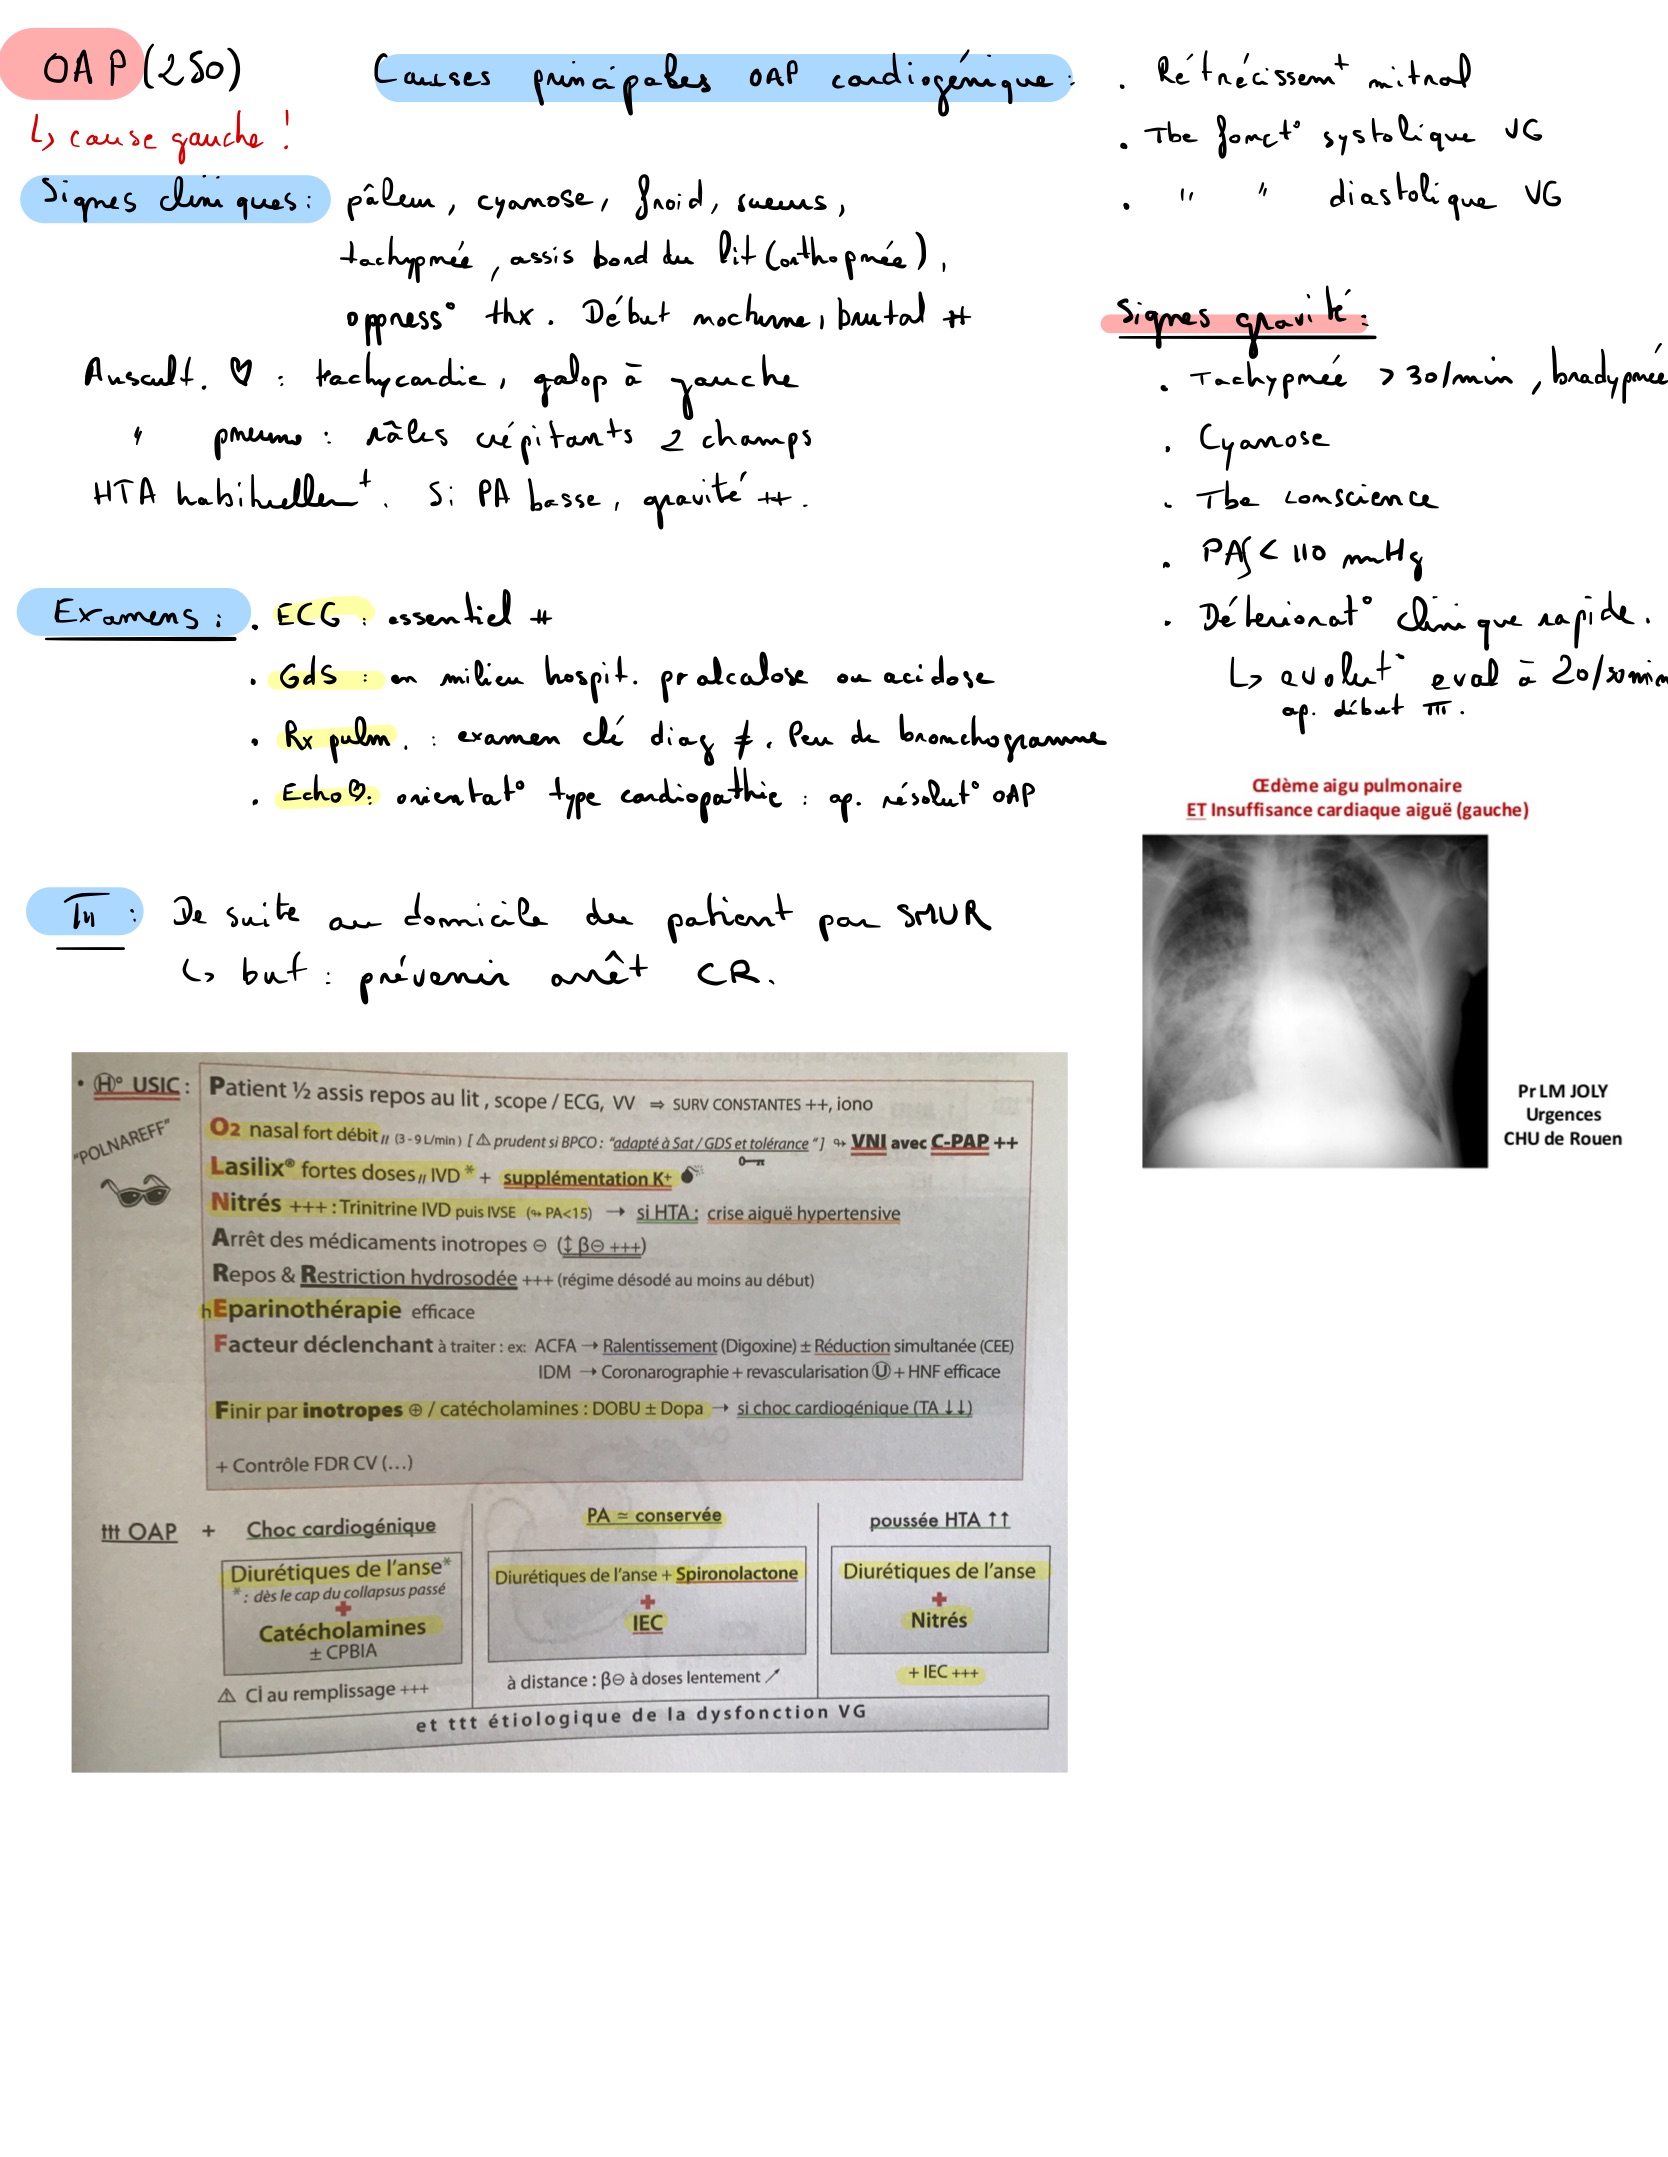 OAP (250)
↳ cause gauche !
Causes principales OAP cardiogénique :
. Rétrécissem+ mitral
. Tbe fonct° systolique VG
. " " diastolique VG
Signes cliniques : pâleur, cyanose, froid, sueurs,
tachypnée, assis bord du lit (orthopnée),
oppress° thx. Début nocturne, brutal ++
Auscult. ♡ : tachycardie, galop à gauche
" pneumo : râles crépitants 2 champs
HTA habituellem+. Si PA basse, gravité ++.
Signes gravité :
. Tachypnée > 30/min, bradypnée
. Cyanose
. Tbe conscience
. PAS < 110 mmHg
. Déteriorat° clinique rapide.
↳ evolut° eval à 20/30min
ap. début TTT.
Examens :
. ECG : essentiel ++
. GdS : en milieu hospit. pr alcalose ou acidose
. Rx pulm. : examen clé diag ≠. Peu de bronchogramme
. Echo♡ : orientat° type cardiopathie : ap. résolut° OAP
Œdème aigu pulmonaire
ET Insuffisance cardiaque aiguë (gauche)
Pr LM JOLY
Urgences
CHU de Rouen
: De suite au domicile du patient par SMUR
↳ but : prévenir arrêt CR.
• H° USIC : Patient ½ assis repos au lit, scope / ECG, VV ⇒ SURV CONSTANTES ++, iono
"POLNAREFF"
O2 nasal fort débit // (3 - 9 L/min) [ ⚠ prudent si BPCO : "adapté à Sat / GDS et tolérance" ] ↬ VNI avec C-PAP ++
Lasilix® fortes doses // IVD * + supplémentation K+
Nitrés +++ : Trinitrine IVD puis IVSE (↬ PA<15) → si HTA : crise aiguë hypertensive
Arrêt des médicaments inotropes ⊖ (↕ β⊖ +++)
Repos & Restriction hydrosodée +++ (régime désodé au moins au début)
hEparinothérapie efficace
Facteur déclenchant à traiter : ex: ACFA → Ralentissement (Digoxine) ± Réduction simultanée (CEE)
IDM → Coronarographie + revascularisation Ⓤ + HNF efficace
Finir par inotropes ⊕ / catécholamines : DOBU ± Dopa → si choc cardiogénique (TA ↓↓)
+ Contrôle FDR CV (...)
ttt OAP + Choc cardiogénique
Diurétiques de l'anse*
* : dès le cap du collapsus passé
+
Catécholamines
± CPBIA
⚠ CI au remplissage +++
PA ≃ conservée
Diurétiques de l'anse + Spironolactone
+
IEC
à distance : β⊖ à doses lentement ↗
poussée HTA ↑↑
Diurétiques de l'anse
+
Nitrés
+ IEC +++
et ttt étiologique de la dysfonction VG